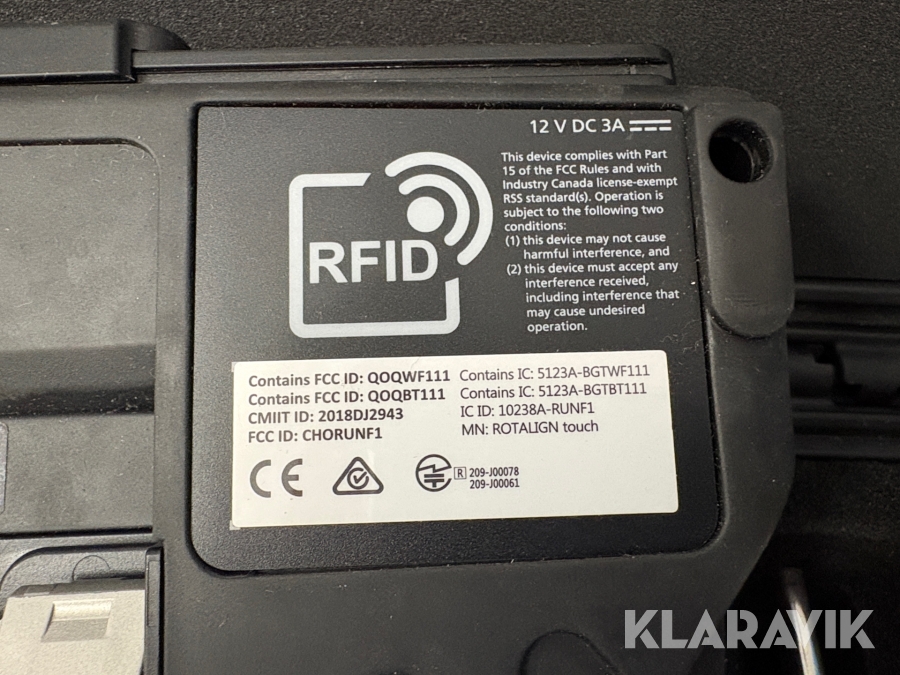 12 V DC 3A
This device complies with Part
15 of the FCC Rules and with
Industry Canada license-exempt
RSS standard(s). Operation is
subject to the following two
conditions:
(1) this device may not cause
harmful interference, and
(2) this device must accept any
interference received,
including interference that
may cause undesired
operation.
RFID
Contains FCC ID: QOQWF111
Contains FCC ID: QOQBT111
CMIIT ID: 2018DJ2943
FCC ID: CHORUNF1
Contains IC: 5123A-BGTWF111
Contains IC: 5123A-BGTBT111
IC ID: 10238A-RUNF1
MN: ROTALIGN touch
CE
R 209-J00078
209-J00061
KLARAVIK